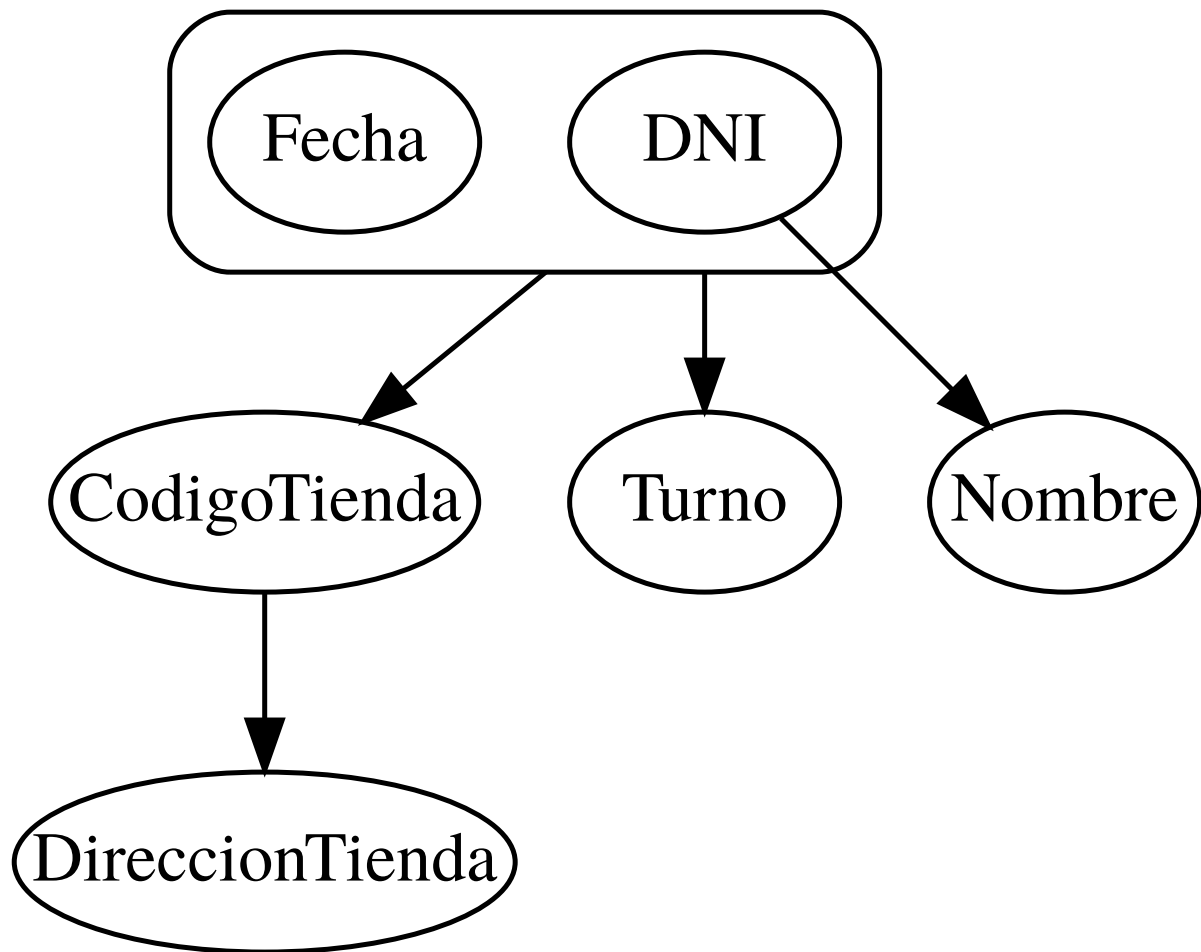 Fecha
DNI
CodigoTienda
Turno
Nombre
DireccionTienda